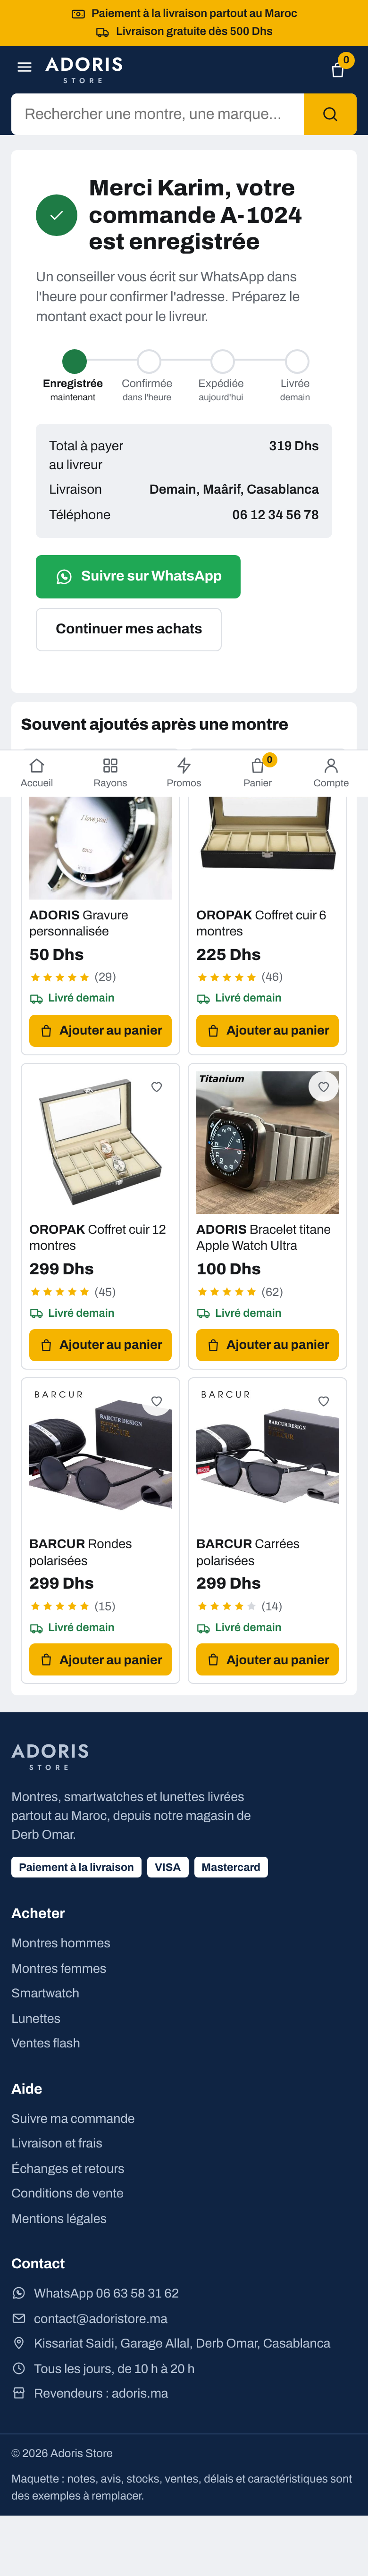 Paiement à la livraison partout au Maroc
Livraison gratuite dès 500 Dhs
ADORIS
STORE
0
Rechercher une montre, une marque...
Merci Karim, votre
commande A-1024
est enregistrée
Un conseiller vous écrit sur WhatsApp dans
l'heure pour confirmer l'adresse. Préparez le
montant exact pour le livreur.
Enregistrée Confirmée Expédiée Livrée
maintenant dans l'heure aujourd'hui demain
Total à payer 319 Dhs
au livreur
Livraison Demain, Maârif, Casablanca
Téléphone 06 12 34 56 78
Suivre sur WhatsApp
Continuer mes achats
Souvent ajoutés après une montre
0
Accueil Rayons Promos Panier Compte
I love you
ADORIS Gravure
personnalisée
50 Dhs
(29)
Livré demain
Ajouter au panier
OROPAK Coffret cuir 6
montres
225 Dhs
(46)
Livré demain
Ajouter au panier
OROPAK Coffret cuir 12
montres
299 Dhs
(45)
Livré demain
Ajouter au panier
Titanium
ADORIS Bracelet titane
Apple Watch Ultra
100 Dhs
(62)
Livré demain
Ajouter au panier
BARCUR
BARCUR DESIGN
BARCUR Rondes
polarisées
299 Dhs
(15)
Livré demain
Ajouter au panier
BARCUR
BARCUR DESIGN
BARCUR Carrées
polarisées
299 Dhs
(14)
Livré demain
Ajouter au panier
ADORIS
STORE
Montres, smartwatches et lunettes livrées
partout au Maroc, depuis notre magasin de
Derb Omar.
Paiement à la livraison VISA Mastercard
Acheter
Montres hommes
Montres femmes
Smartwatch
Lunettes
Ventes flash
Aide
Suivre ma commande
Livraison et frais
Échanges et retours
Conditions de vente
Mentions légales
Contact
WhatsApp 06 63 58 31 62
contact@adoristore.ma
Kissariat Saidi, Garage Allal, Derb Omar, Casablanca
Tous les jours, de 10 h à 20 h
Revendeurs : adoris.ma
© 2026 Adoris Store
Maquette : notes, avis, stocks, ventes, délais et caractéristiques sont
des exemples à remplacer.